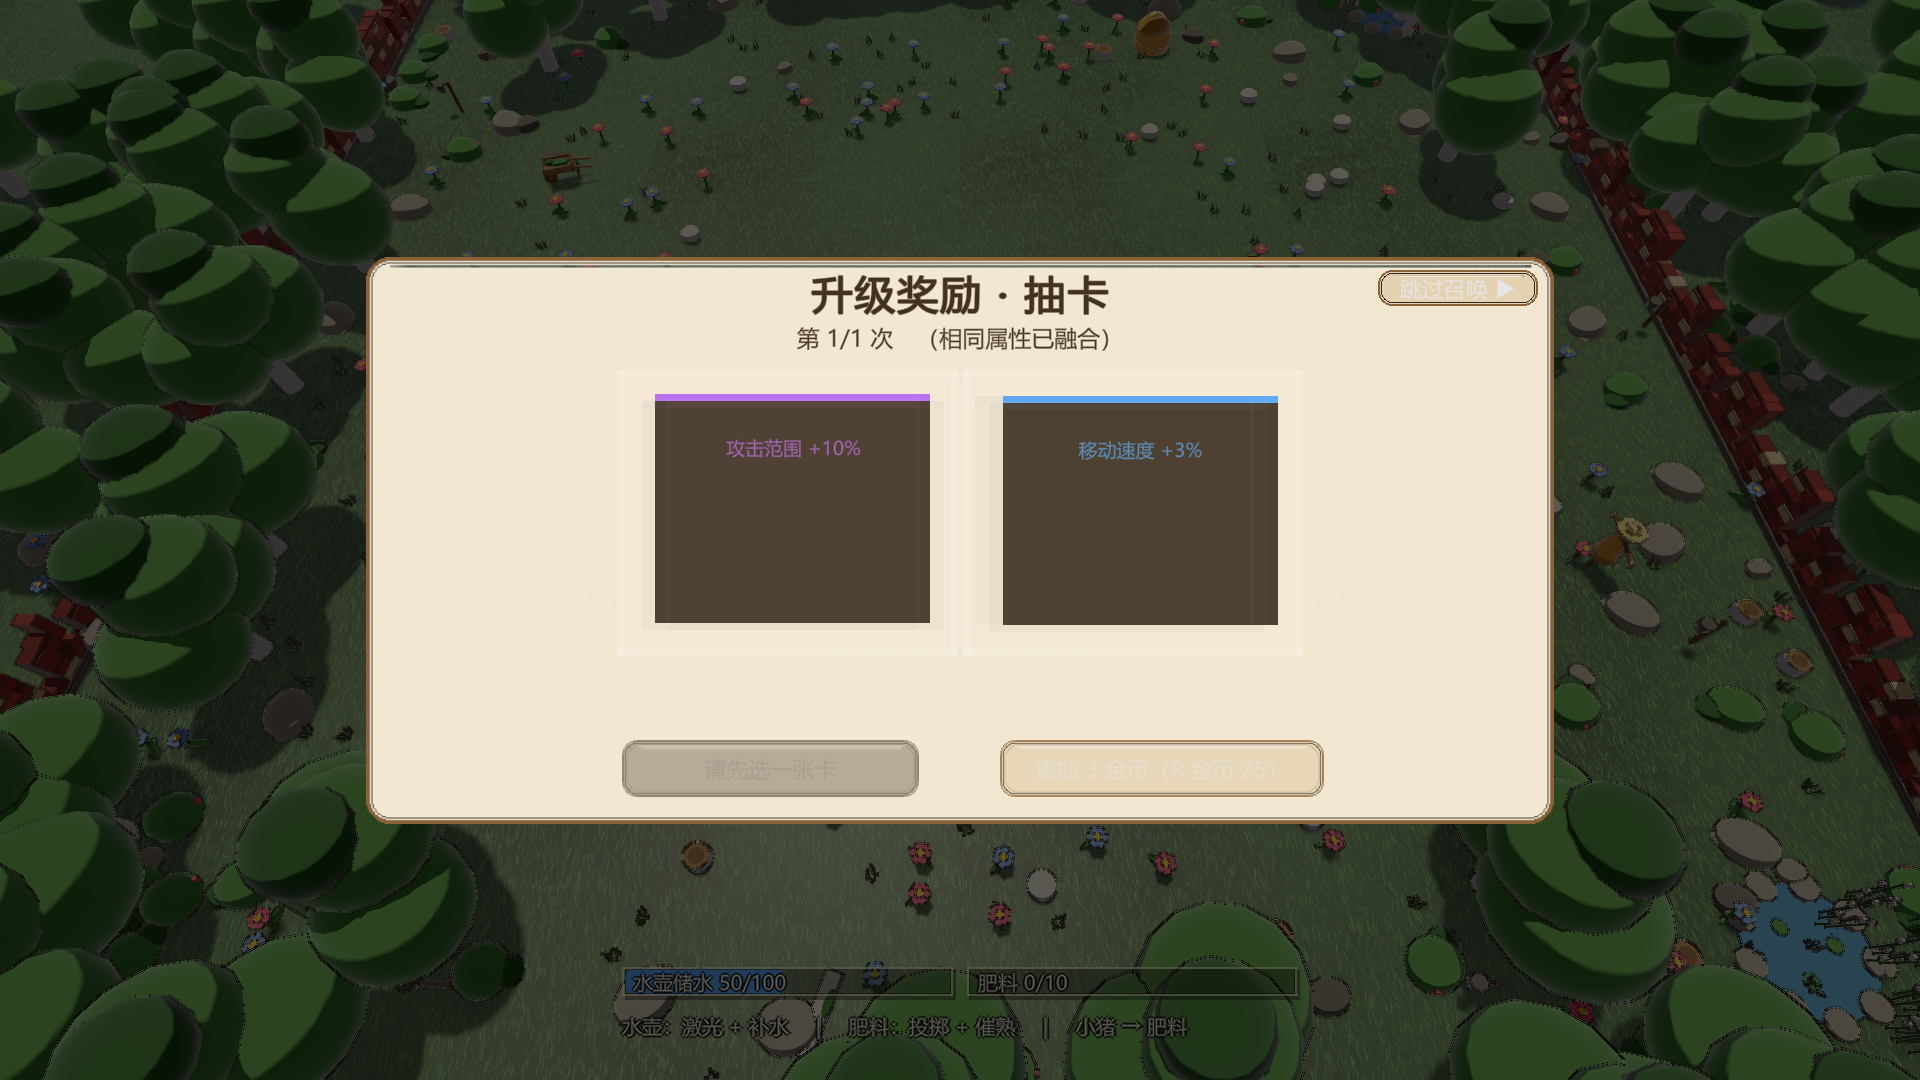 升级奖励 · 抽卡
跳过召唤 ▶
第 1/1 次 （相同属性已融合）
攻击范围 +10%
移动速度 +3%
请先选一张卡
重抽 3 金币（R·金币 25）
水壶储水 50/100
肥料 0/10
水壶：激光 + 补水 | 肥料：投掷 + 催熟 | 小猪 → 肥料